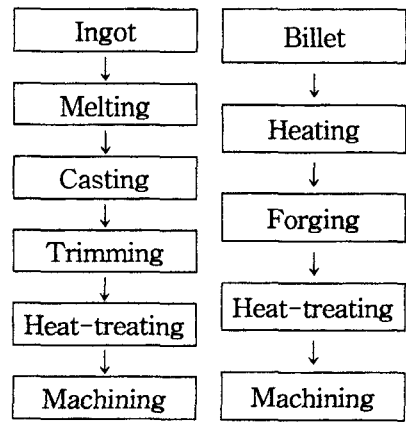 Ingot
Melting
Casting
Trimming
Heat-treating
Machining
Billet
Heating
Forging
Heat-treating
Machining